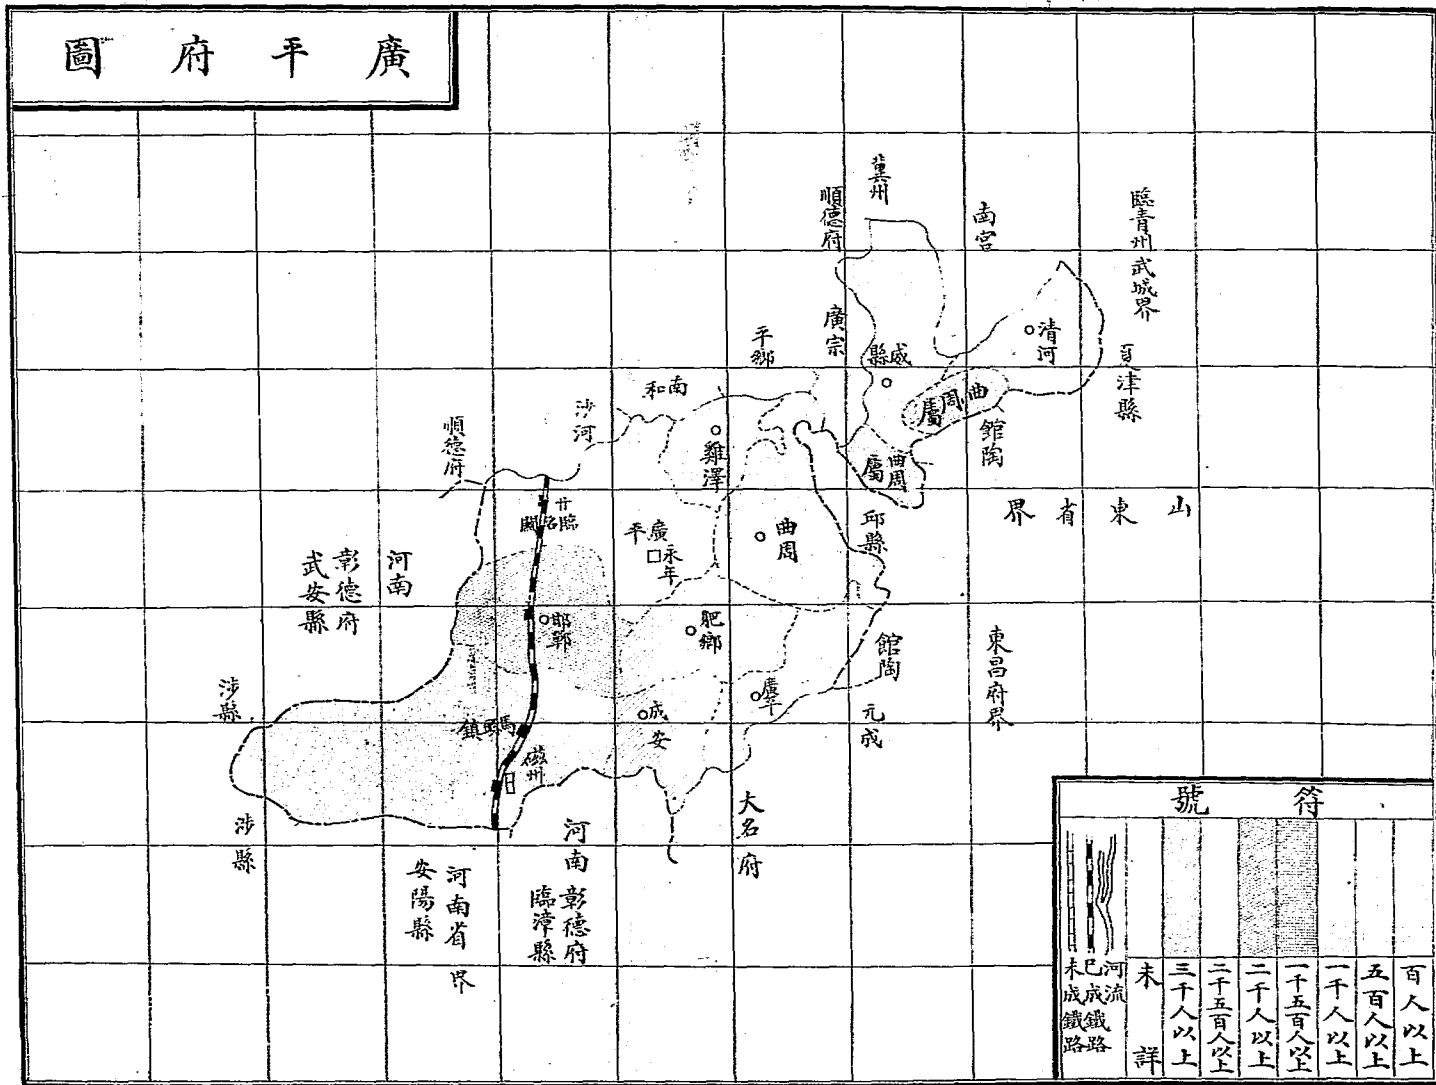 廣平府圖
冀州
順德府
南宮
臨青州武城界
廣宗
平鄉
威縣
清河
夏津縣
南和
沙河
曲周屬
館陶
順德府
雞澤
曲周屬
山東省界
臨洺關
廣平
永年
曲周
邱縣
河南
彰德府
武安縣
邯鄲
肥鄉
館陶
東昌府界
涉縣
廣平
成安
元成
馬頭鎮
磁州
大名府
涉縣
河南
彰德府
臨漳縣
河南省界
安陽縣
符號
百人以上
五百人以上
一千人以上
一千五百人以上
二千人以上
二千五百人以上
三千人以上
未詳
河流
已成鐵路
未成鐵路